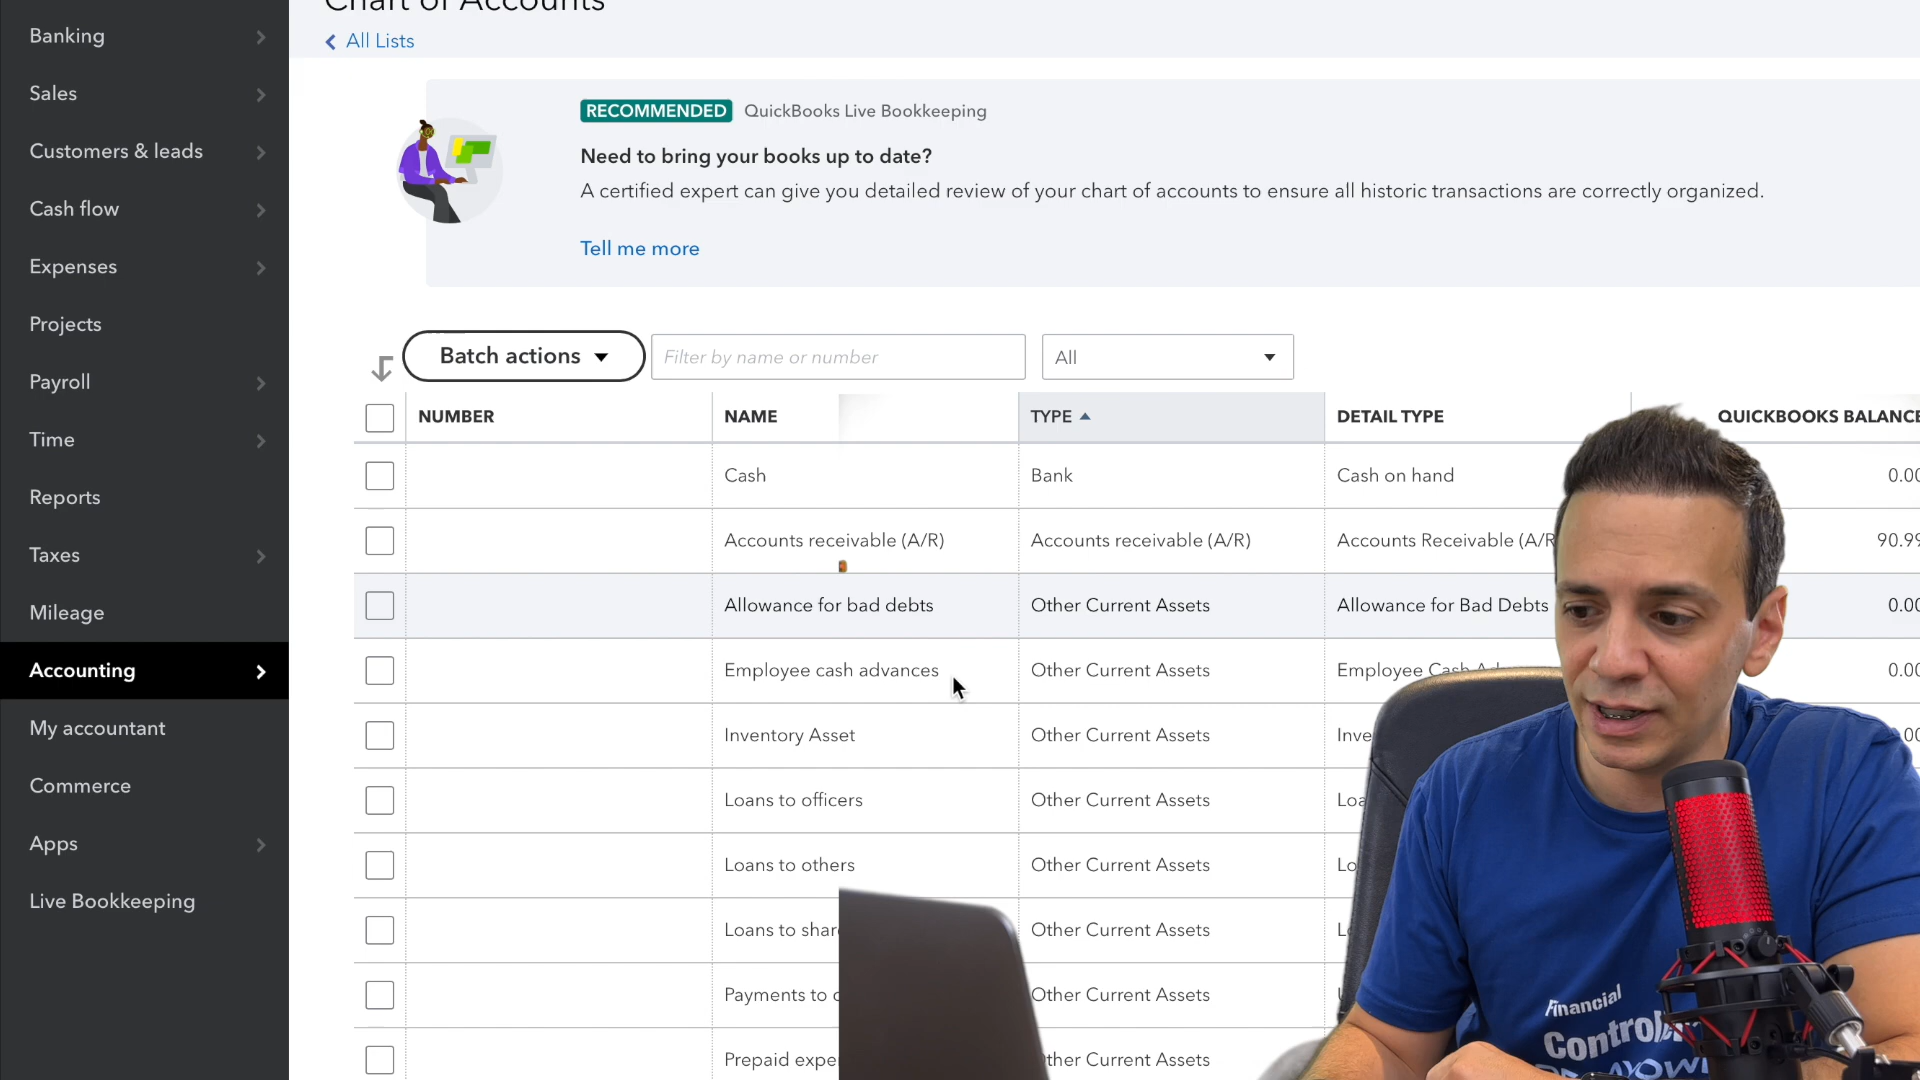 Chart of Accounts
All Lists
Banking
Sales
Customers & leads
Cash flow
Expenses
Projects
Payroll
Time
Reports
Taxes
Mileage
Accounting
My accountant
Commerce
Apps
Live Bookkeeping
RECOMMENDED QuickBooks Live Bookkeeping
Need to bring your books up to date?
A certified expert can give you detailed review of your chart of accounts to ensure all historic transactions are correctly organized.
Tell me more
Batch actions Filter by name or number All
NUMBER NAME TYPE DETAIL TYPE QUICKBOOKS BALANCE
Cash Bank Cash on hand 0.00
Accounts receivable (A/R) Accounts receivable (A/R) Accounts Receivable (A/R 90.99
Allowance for bad debts Other Current Assets Allowance for Bad Debts 0.00
Employee cash advances Other Current Assets Employee Cash 0.00
Inventory Asset Other Current Assets
Loans to officers Other Current Assets
Loans to others Other Current Assets
Loans to Other Current Assets
Payments to Other Current Assets
Prepaid Other Current Assets
Financial